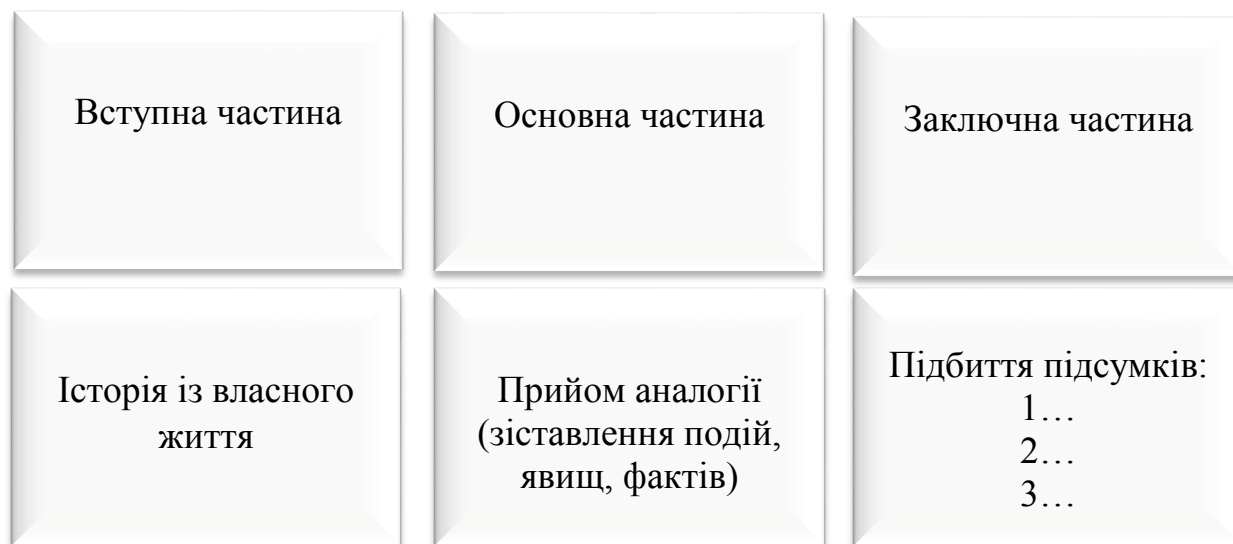 Вступна частина
Основна частина
Заключна частина
Історія із власного
життя
Прийом аналогії
(зіставлення подій,
явищ, фактів)
Підбиття підсумків:
1…
2…
3…